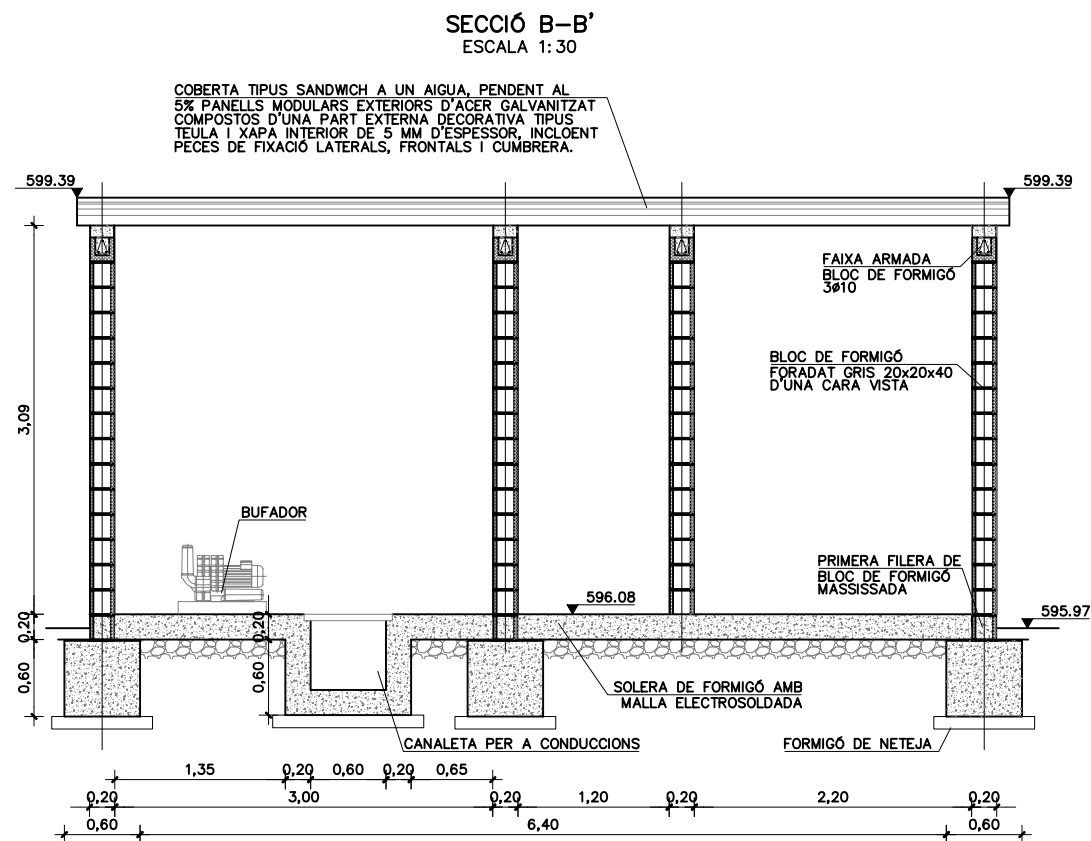 SECCIÓ B-B'
ESCALA 1:30
COBERTA TIPUS SANDWICH A UN AIGUA, PENDENT AL
5% PANELLS MODULARS EXTERIORS D'ACER GALVANITZAT
COMPOSTOS D'UNA PART EXTERNA DECORATIVA TIPUS
TEULA I XAPA INTERIOR DE 5 MM D'ESPESSOR, INCLOENT
PECES DE FIXACIÓ LATERALS, FRONTALS I CUMBRERA.
599.39
599.39
FAIXA ARMADA
BLOC DE FORMIGÓ
3ø10
BLOC DE FORMIGÓ
FORADAT GRIS 20x20x40
D'UNA CARA VISTA
3,09
BUFADOR
PRIMERA FILERA DE
BLOC DE FORMIGÓ
MASSISSADA
596.08
595.97
0,20
0,20
0,60
0,60
SOLERA DE FORMIGÓ AMB
MALLA ELECTROSOLDADA
CANALETA PER A CONDUCCIONS
FORMIGÓ DE NETEJA
1,35
0,20
0,60
0,20
0,65
0,20
3,00
0,20
1,20
0,20
2,20
0,20
0,60
6,40
0,60